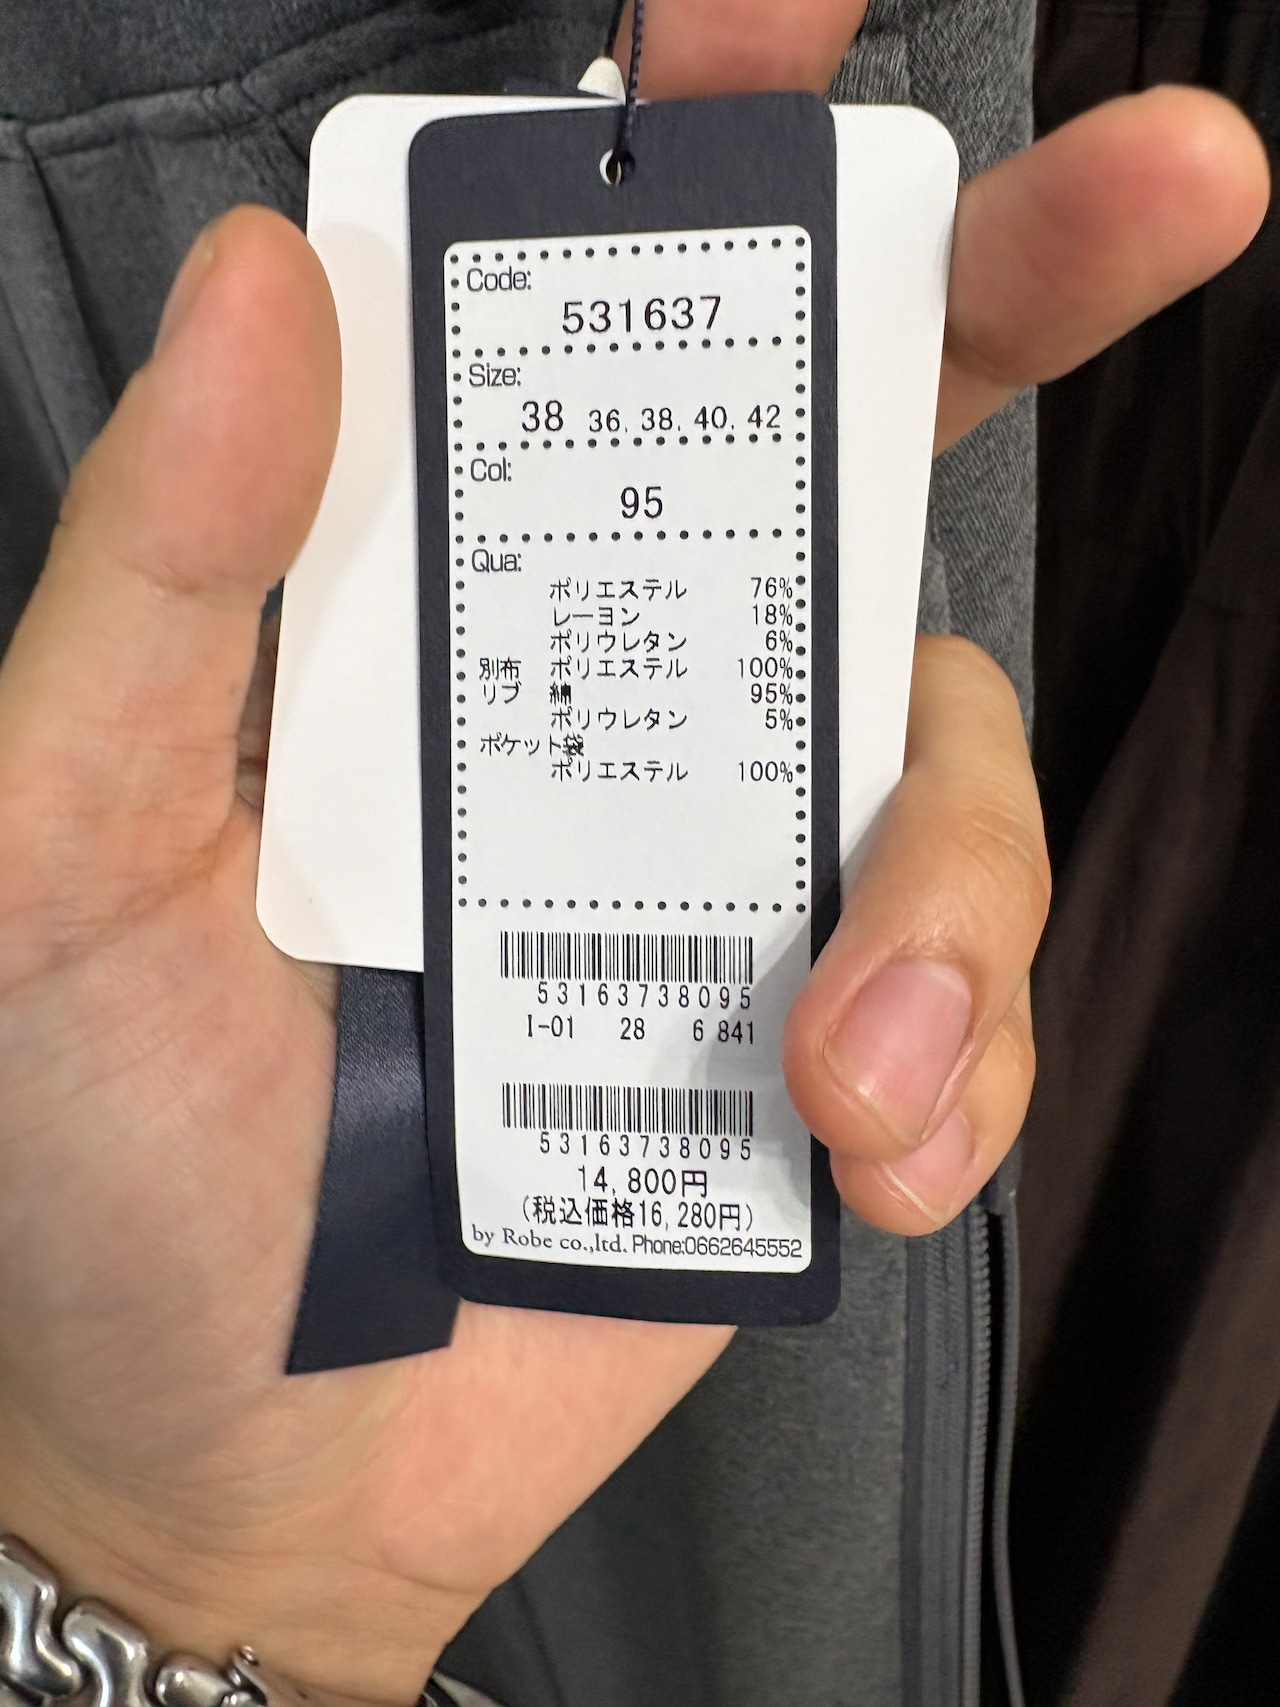 Code:
531637
Size:
38 36, 38, 40, 42
Col:
95
Qua:
ポリエステル 76%
レーヨン 18%
ポリウレタン 6%
別布 ポリエステル 100%
リブ 綿 95%
ポリウレタン 5%
ポケット袋
ポリエステル 100%
53163738095
I-01 28 6 841
53163738095
14,800円
(税込価格16,280円)
by Robe co.,ltd. Phone:0662645552